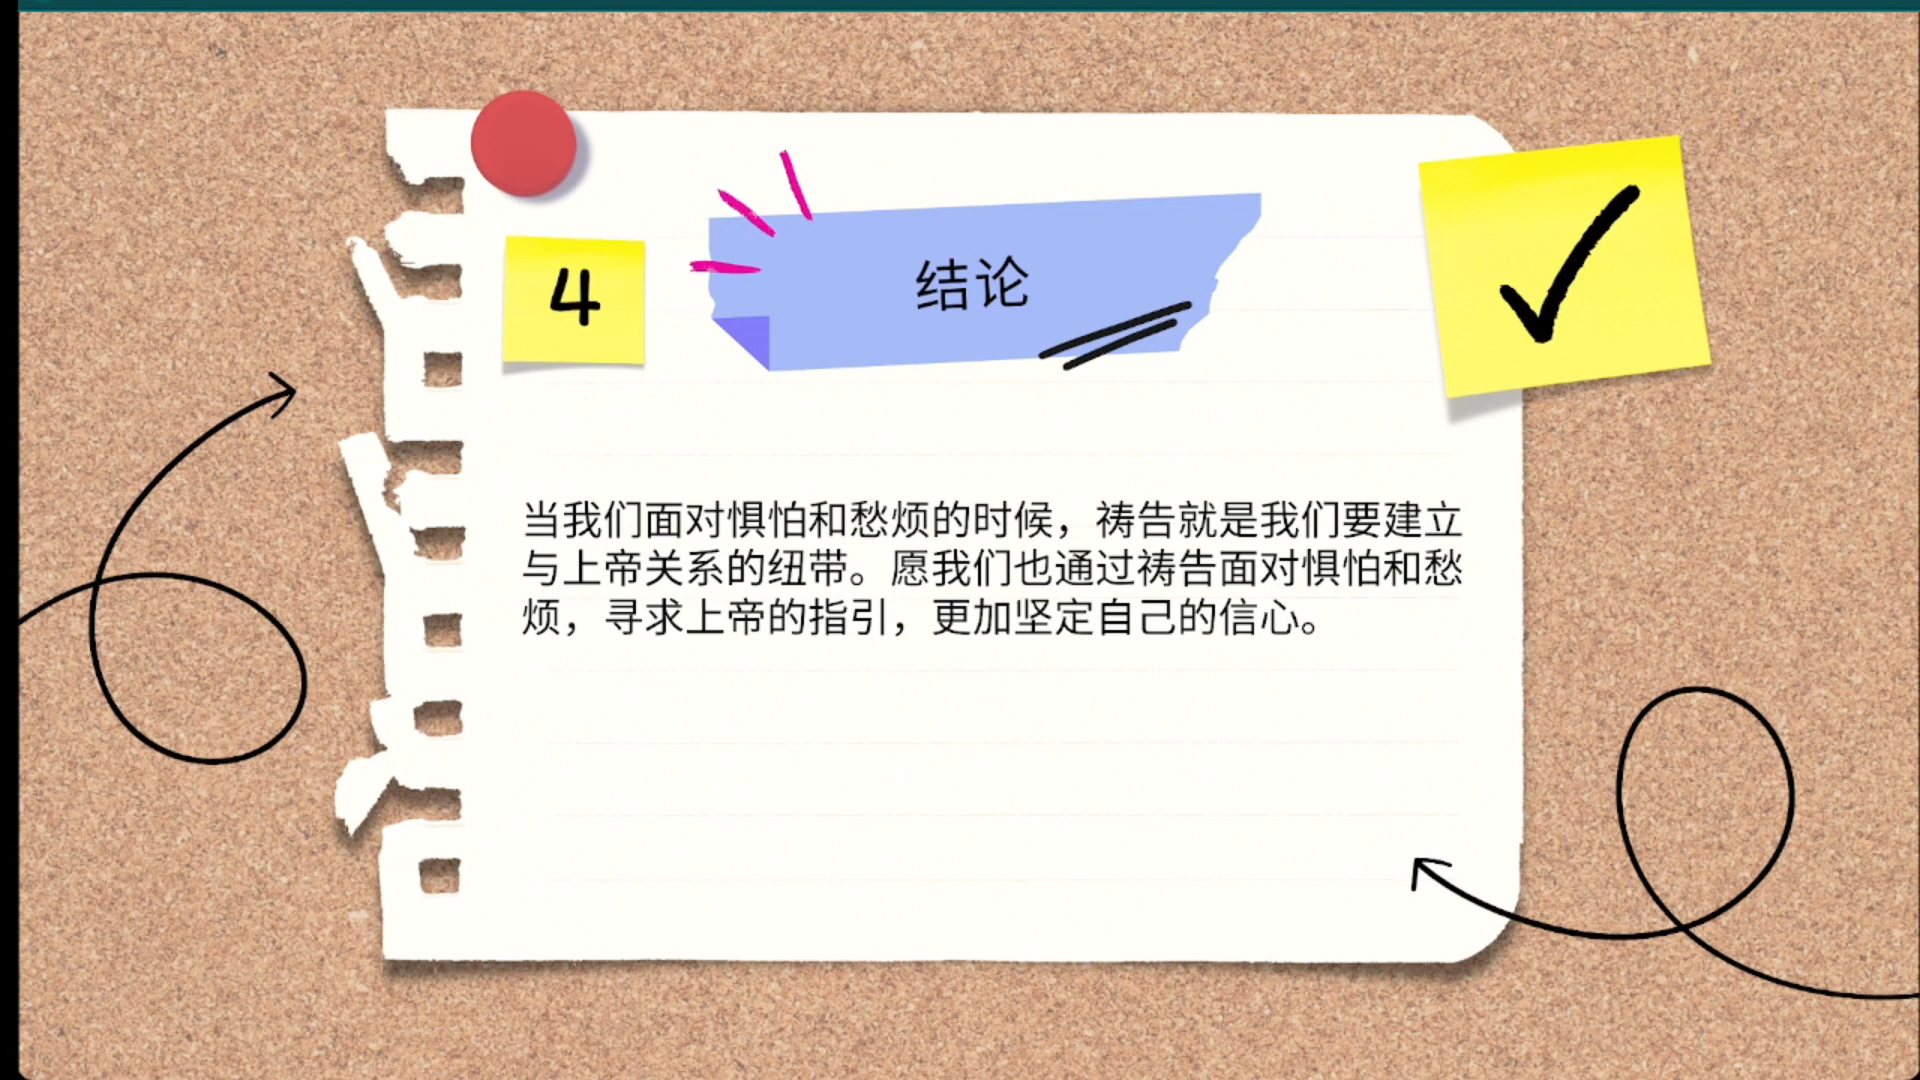 4
结论
当我们面对惧怕和愁烦的时候，祷告就是我们要建立
与上帝关系的纽带。愿我们也通过祷告面对惧怕和愁
烦，寻求上帝的指引，更加坚定自己的信心。